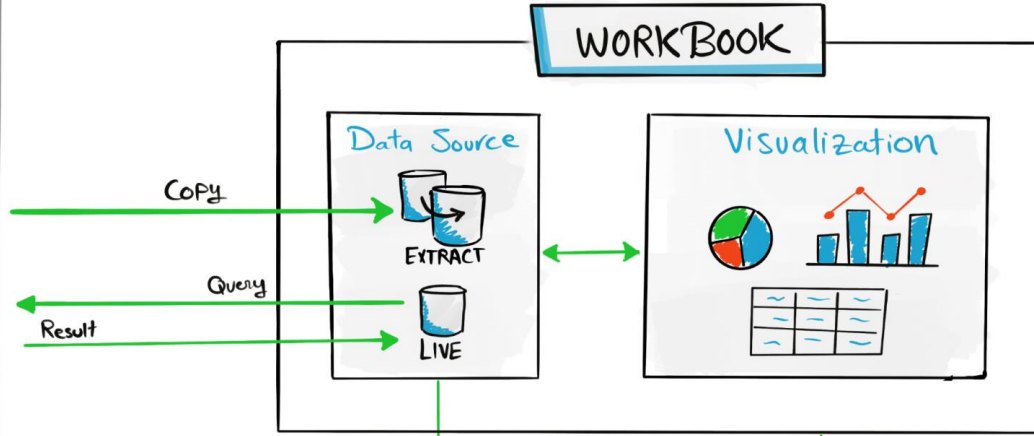 WORKBOOK
Data Source
Visualization
Copy
EXTRACT
Query
Result
LIVE